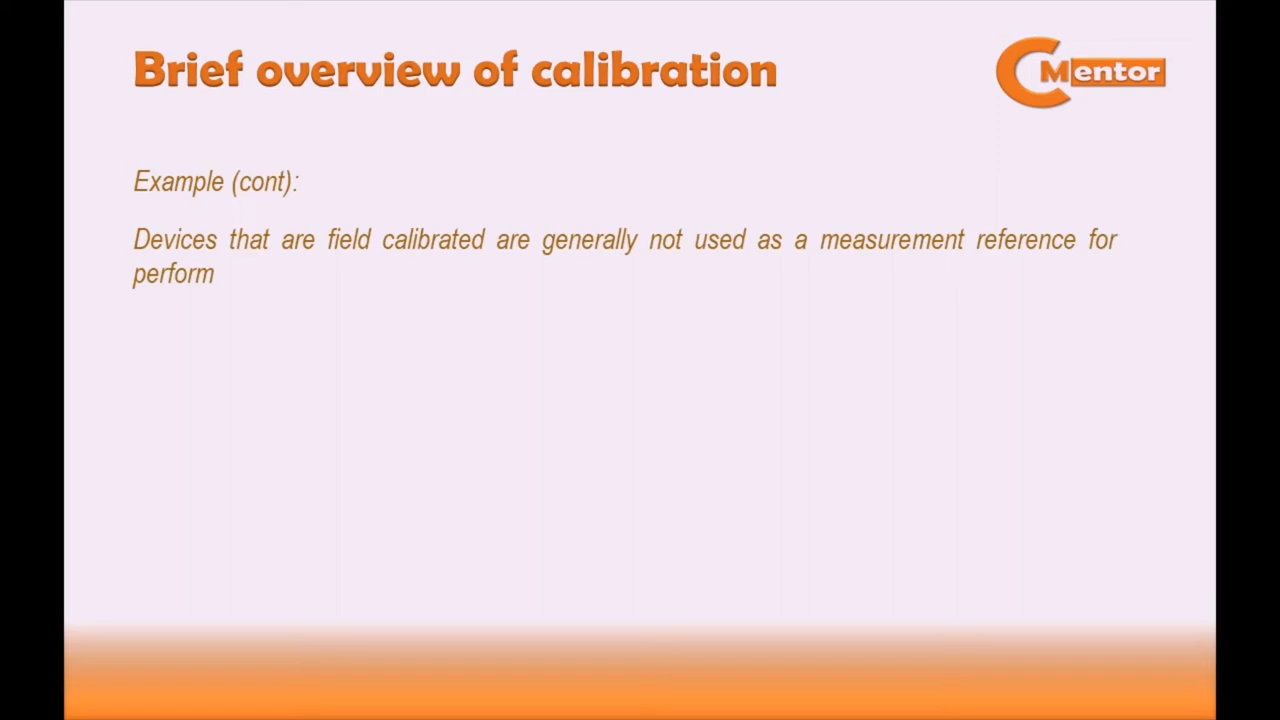 Brief overview of calibration
CMentor
Example (cont):
Devices that are field calibrated are generally not used as a measurement reference for
perform